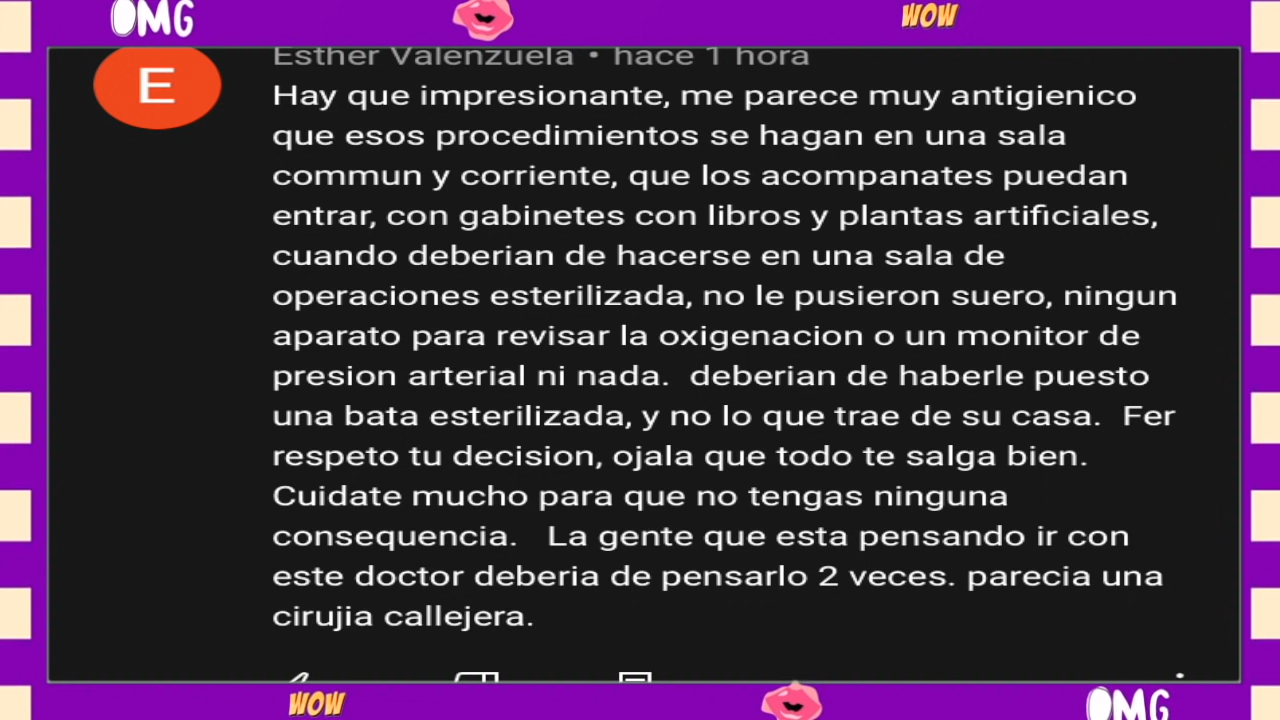 OMG
WOW
Esther Valenzuela • hace 1 hora
E
Hay que impresionante, me parece muy antigienico
que esos procedimientos se hagan en una sala
commun y corriente, que los acompanates puedan
entrar, con gabinetes con libros y plantas artificiales,
cuando deberian de hacerse en una sala de
operaciones esterilizada, no le pusieron suero, ningun
aparato para revisar la oxigenacion o un monitor de
presion arterial ni nada.  deberian de haberle puesto
una bata esterilizada, y no lo que trae de su casa.  Fer
respeto tu decision, ojala que todo te salga bien.
Cuidate mucho para que no tengas ninguna
consequencia.   La gente que esta pensando ir con
este doctor deberia de pensarlo 2 veces. parecia una
cirujia callejera.
WOW
OMG